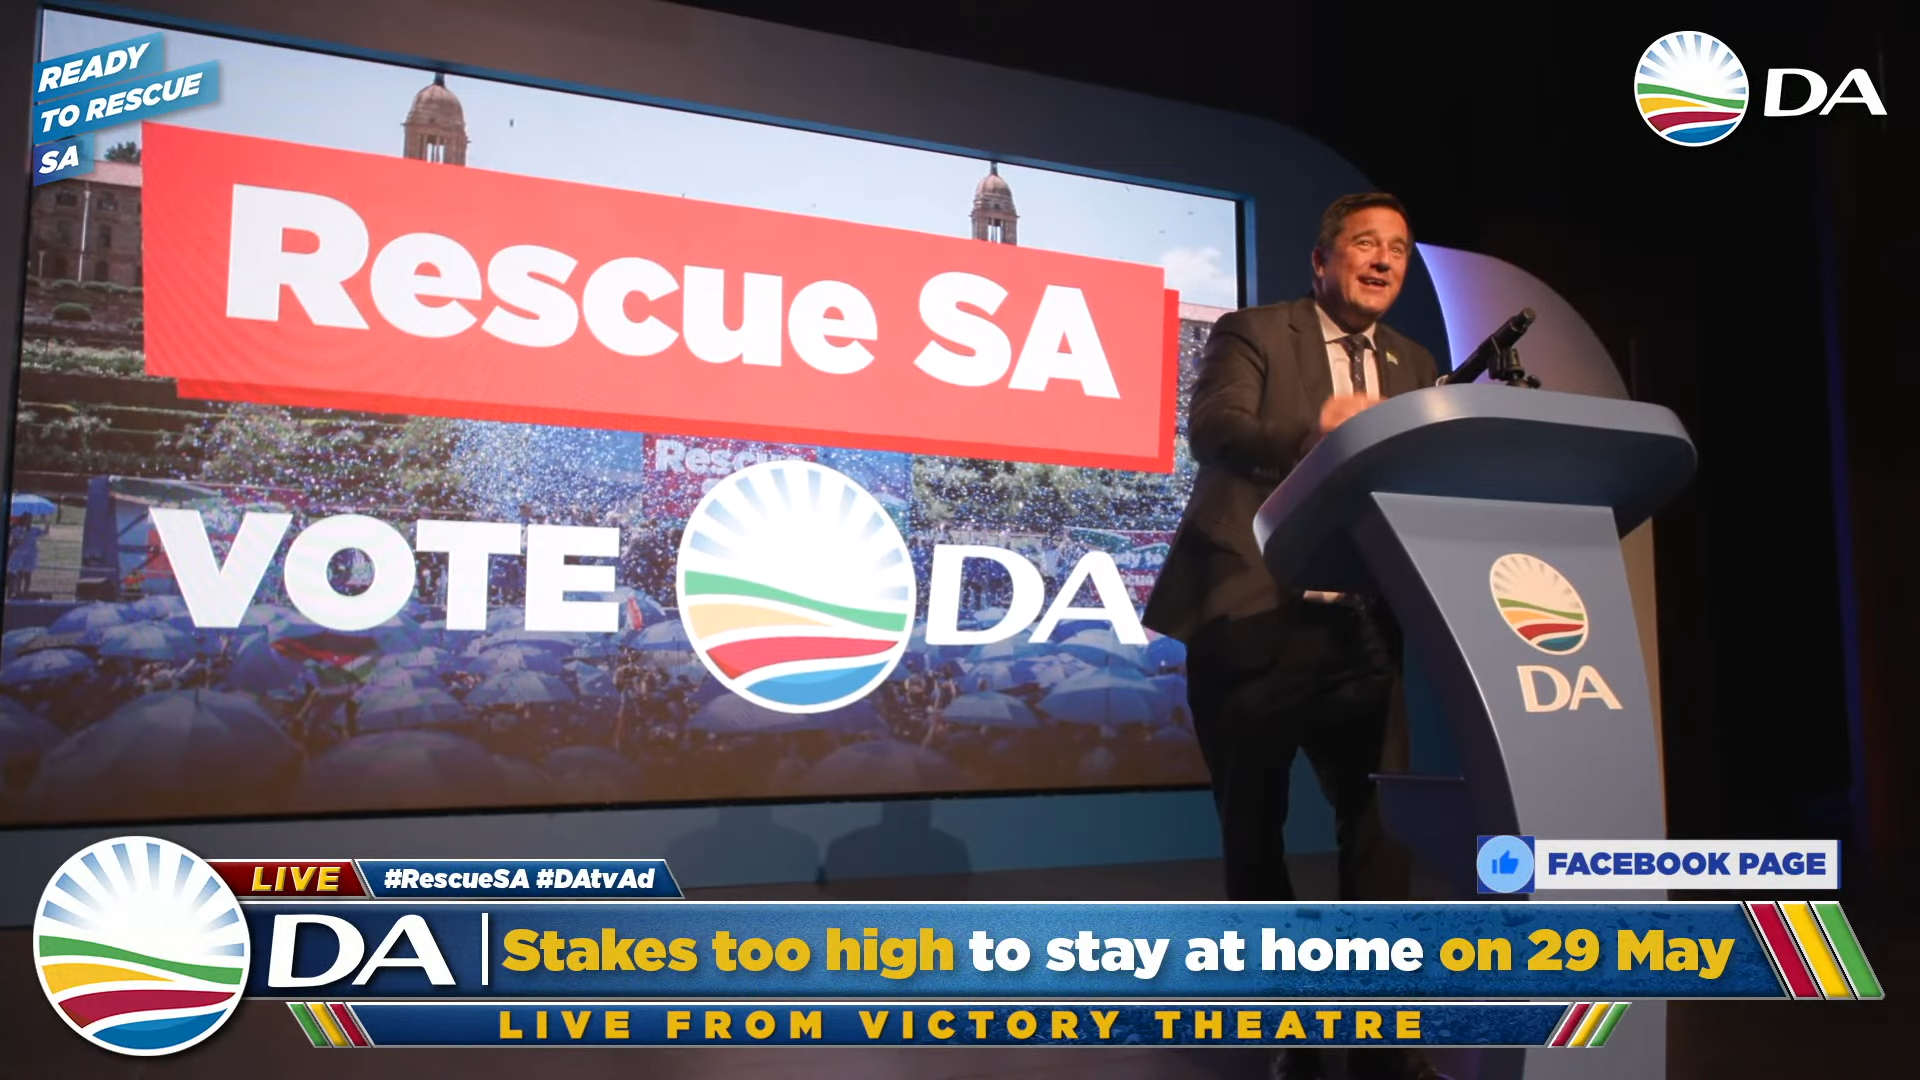 READY
TO RESCUE
SA
DA
Rescue SA
Rescue
VOTE DA
DA
LIVE #RescueSA #DAtvAd
FACEBOOK PAGE
DA Stakes too high to stay at home on 29 May
LIVE FROM VICTORY THEATRE